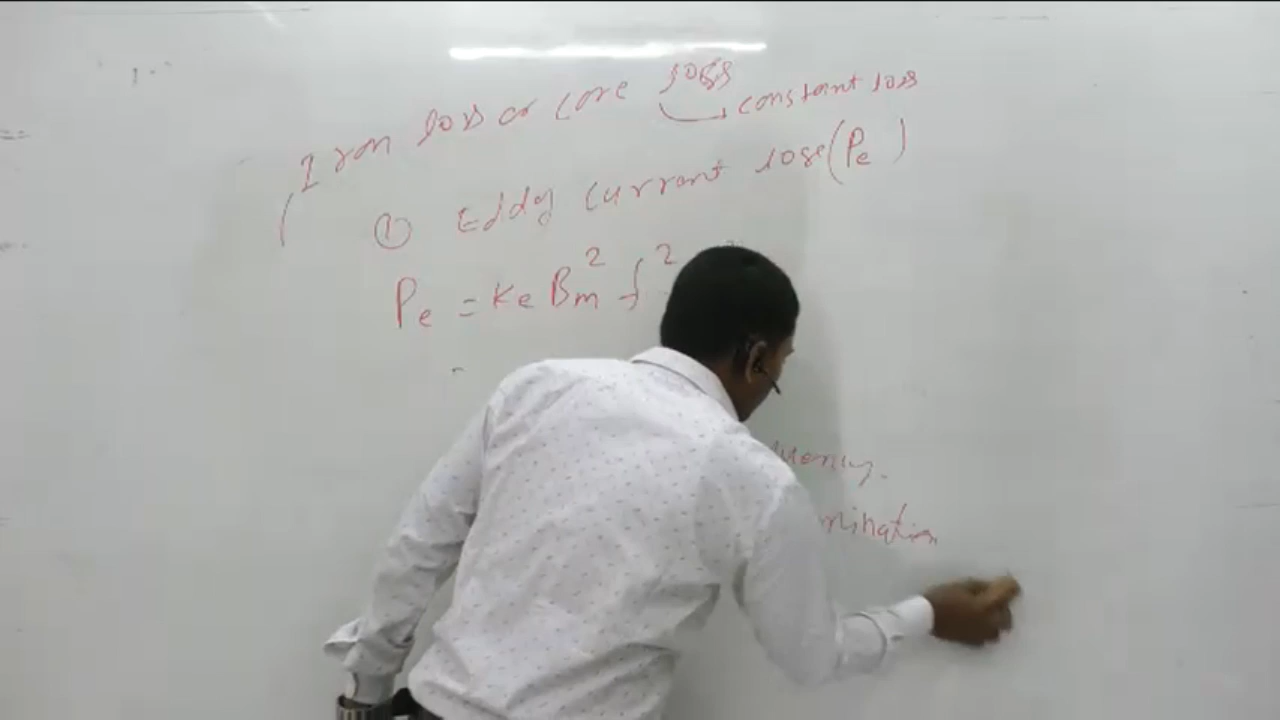 Iron loss or core loss
constant loss
① Eddy current loss (Pe)
Pe = Ke Bm² f²